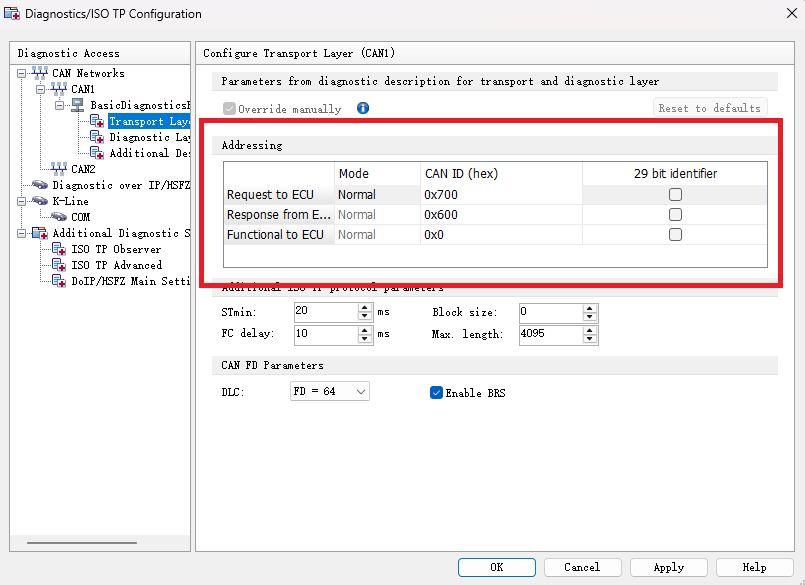 Diagnostics/ISO TP Configuration
Diagnostic Access
CAN Networks
CAN1
BasicDiagnosticsE
Transport Laye
Diagnostic Lay
Additional Des
CAN2
Diagnostic over IP/HSFZ
K-Line
COM
Additional Diagnostic S
ISO TP Observer
ISO TP Advanced
DoIP/HSFZ Main Setti
Configure Transport Layer (CAN1)
Parameters from diagnostic description for transport and diagnostic layer
Override manually Reset to defaults
Addressing
Mode CAN ID (hex) 29 bit identifier
Request to ECU Normal 0x700
Response from E... Normal 0x600
Functional to ECU Normal 0x0
Additional ISO TP protocol parameters
STmin: 20 ms Block size: 0
FC delay: 10 ms Max. length: 4095
CAN FD Parameters
DLC: FD = 64 Enable BRS
OK Cancel Apply Help